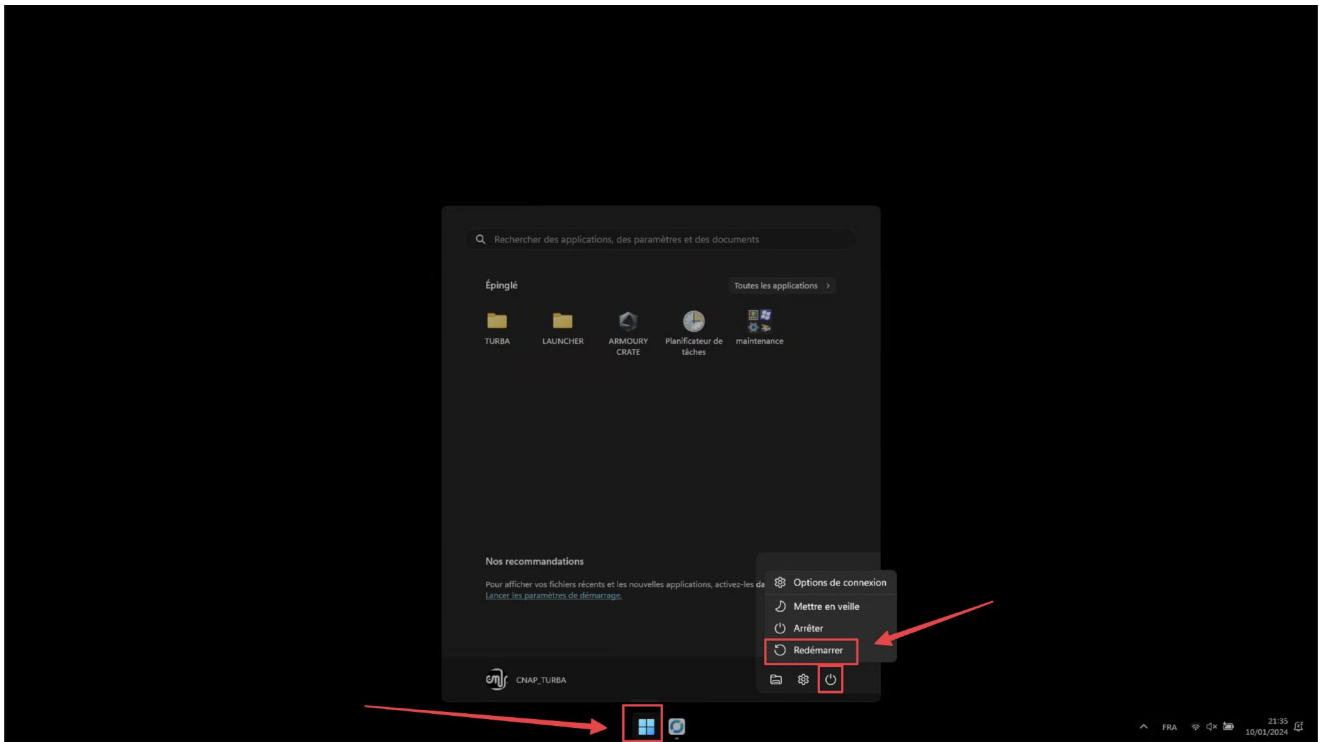 Rechercher des applications, des paramètres et des documents
Épinglé
Toutes les applications
TURBA
LAUNCHER
ARMOURY
CRATE
Planificateur de
tâches
maintenance
Nos recommandations
Pour afficher vos fichiers récents et les nouvelles applications, activez-les da
Lancer les paramètres de démarrage.
Options de connexion
Mettre en veille
Arrêter
Redémarrer
CNAP_TURBA
FRA
21:35
10/01/2024